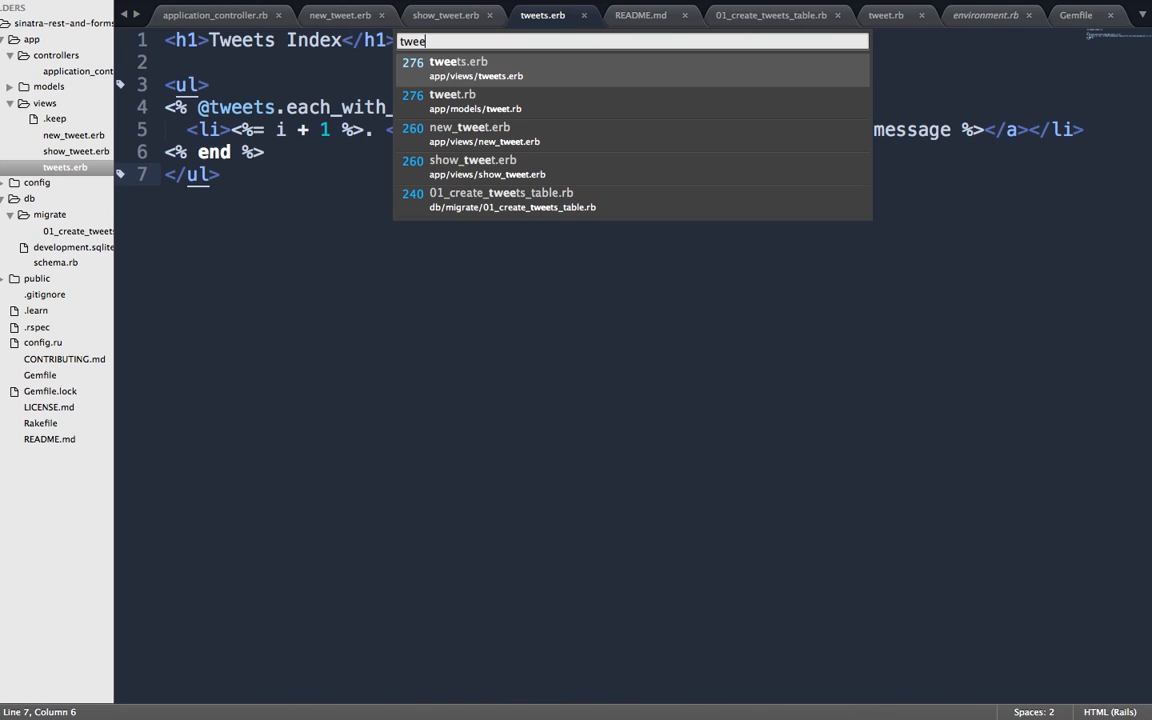 LDERS
sinatra-rest-and-forms
app
controllers
application_cont
models
views
.keep
new_tweet.erb
show_tweet.erb
tweets.erb
config
db
migrate
01_create_tweets
development.sqlite
schema.rb
public
.gitignore
.learn
.rspec
config.ru
CONTRIBUTING.md
Gemfile
Gemfile.lock
LICENSE.md
Rakefile
README.md
application_controller.rb × new_tweet.erb × show_tweet.erb × tweets.erb × README.md × 01_create_tweets_table.rb × tweet.rb × environment.rb × Gemfile ×
1 <h1>Tweets Index</h1>
2
3 <ul>
4 <% @tweets.each_with_
5 <li><%= i + 1 %>. < message %></a></li>
6 <% end %>
7 </ul>
twee
276 tweets.erb
app/views/tweets.erb
276 tweet.rb
app/models/tweet.rb
260 new_tweet.erb
app/views/new_tweet.erb
260 show_tweet.erb
app/views/show_tweet.erb
240 01_create_tweets_table.rb
db/migrate/01_create_tweets_table.rb
Line 7, Column 6 Spaces: 2 HTML (Rails)